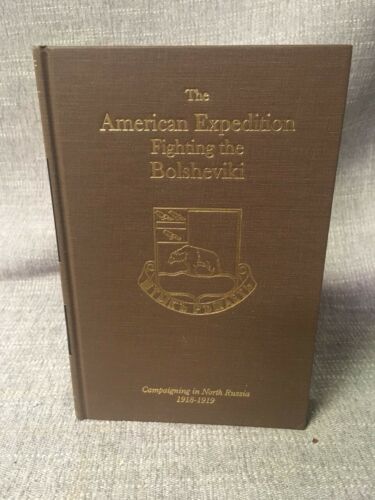 The
American Expedition
Fighting the
Bolsheviki
Campaigning in North Russia
1918-1919